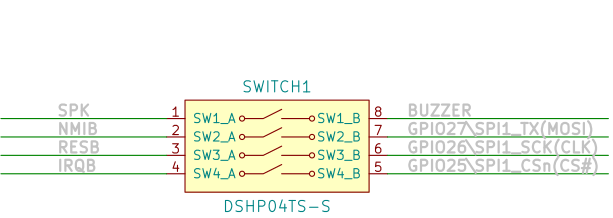 SWITCH1
SPK 1 SW1_A SW1_B 8 BUZZER
NMIB 2 SW2_A SW2_B 7 GPIO27\SPI1_TX(MOSI)
RESB 3 SW3_A SW3_B 6 GPIO26\SPI1_SCK(CLK)
IRQB 4 SW4_A SW4_B 5 GPIO25\SPI1_CSn(CS#)
DSHP04TS-S